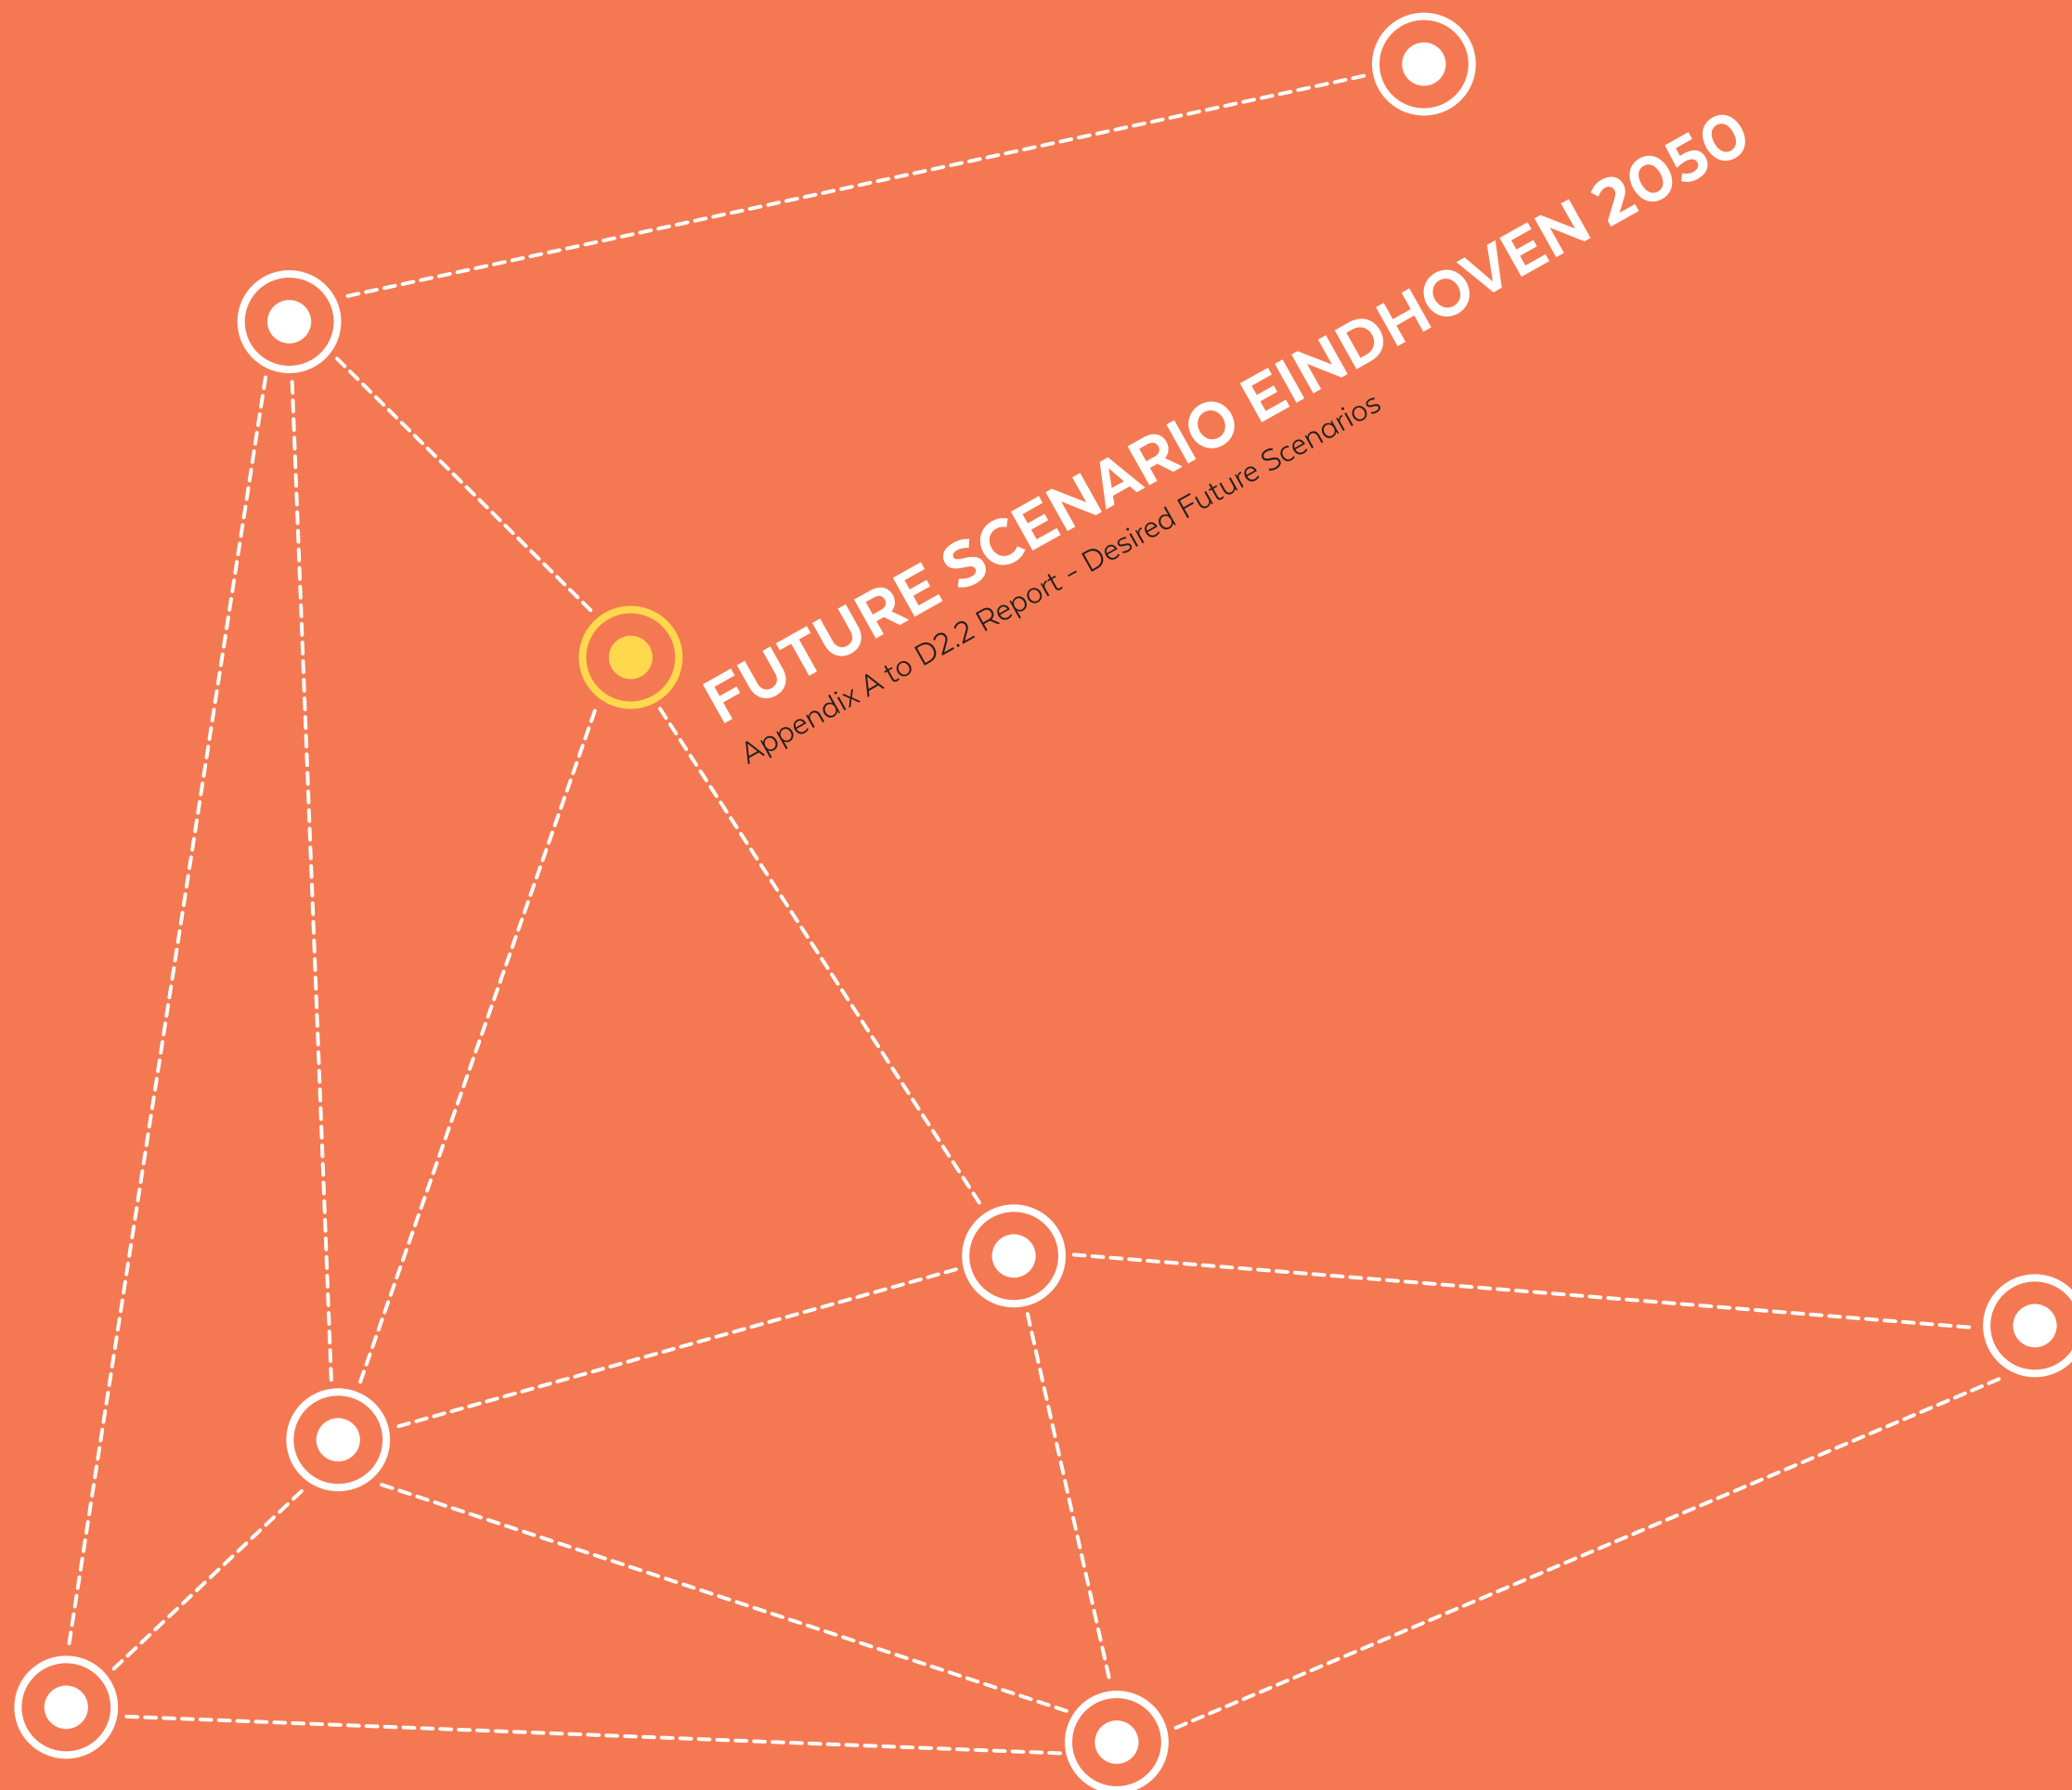 FUTURE SCENARIO EINDHOVEN 2050
Appendix A to D2.2 Report - Desired Future Scenarios